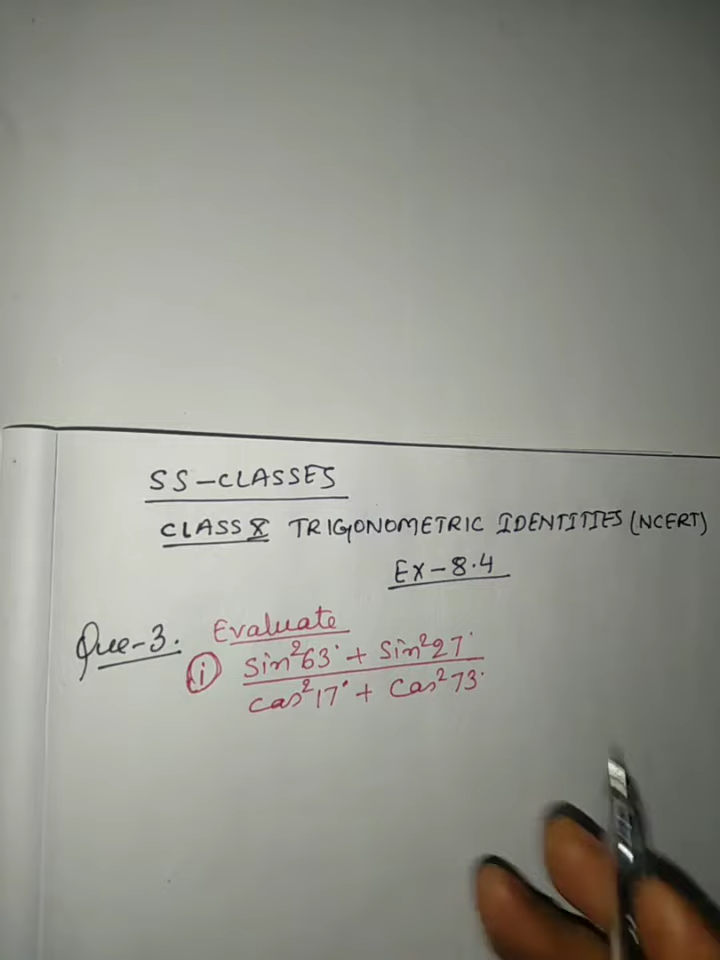 SS-CLASSES
CLASS X TRIGONOMETRIC IDENTITIES (NCERT)
EX-8.4
Que-3. Evaluate
(i) sin²63° + sin²27°
cos²17° + cos²73°